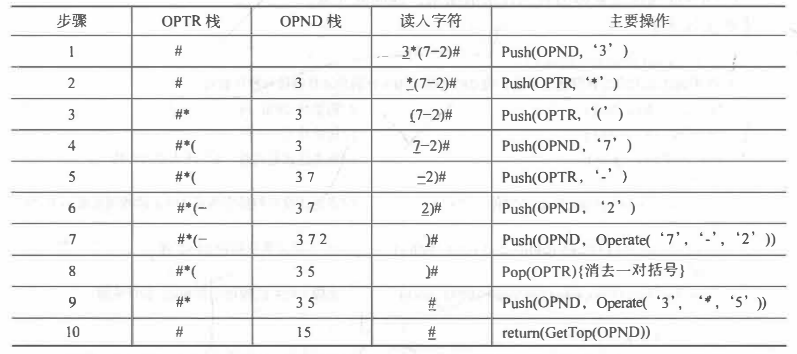 步骤 OPTR 栈 OPND 栈 读入字符 主要操作
1 # 3*(7−2)# Push(OPND, ‘3’)
2 # 3 *(7−2)# Push(OPTR, ‘*’)
3 #* 3 (7−2)# Push(OPTR, ‘(’)
4 #*( 3 7−2)# Push(OPND, ‘7’)
5 #*( 3 7 −2)# Push(OPTR, ‘-’)
6 #*(− 3 7 2)# Push(OPND, ‘2’)
7 #*(− 3 7 2 )# Push(OPND, Operate( ‘7’, ‘-’, ‘2’))
8 #*( 3 5 )# Pop(OPTR){消去一对括号}
9 #* 3 5 # Push(OPND, Operate( ‘3’, ‘*’, ‘5’))
10 # 15 # return(GetTop(OPND))